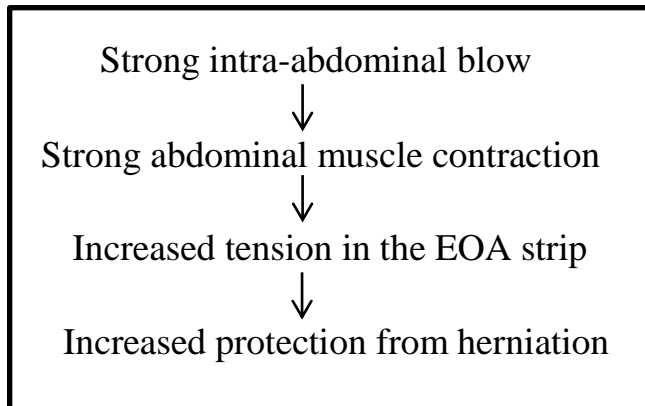 Strong intra-abdominal blow
Strong abdominal muscle contraction
Increased tension in the EOA strip
Increased protection from herniation